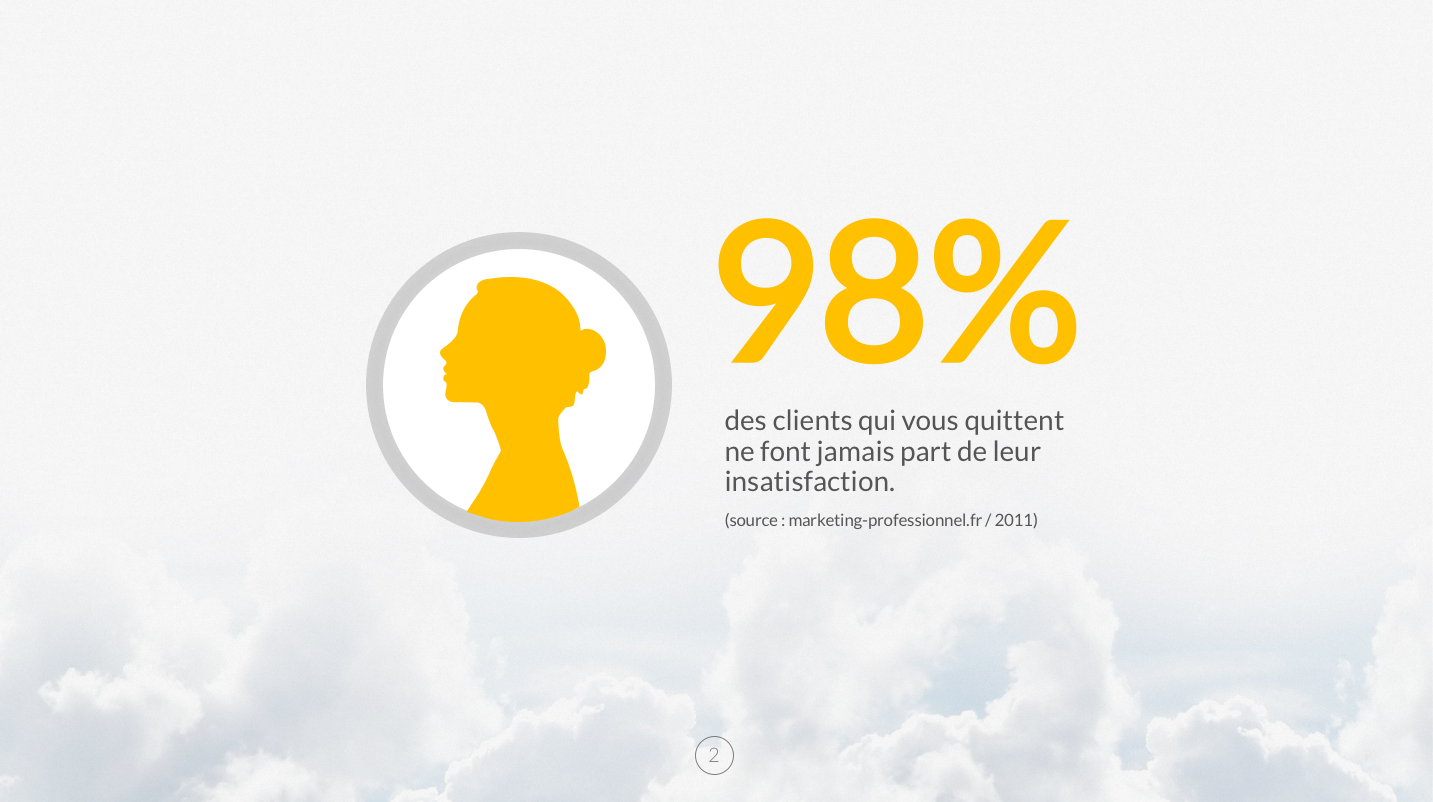 98%
des clients qui vous quittent
ne font jamais part de leur
insatisfaction.
(source : marketing-professionnel.fr / 2011)
2